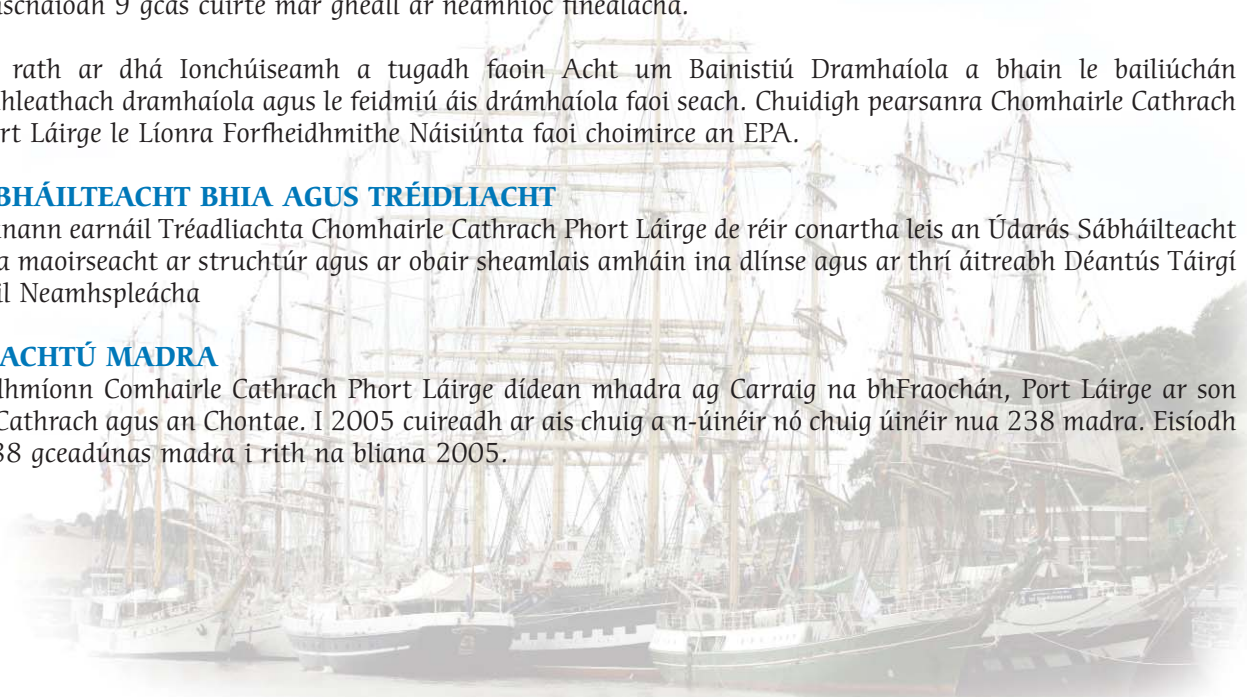 9 gcás cúirte mar gheall ar neamhíoc fínéalacha.
rath ar dhá Ionchúiseamh a tugadh faoin Acht um Bainistiú Dramhaíola a bhain le bailiúchán
dramhaíola agus le feidmiú áis drámhaíola faoi seach. Chuidigh pearsanra Chomhairle Cathrach
Láirge le Líonra Forfheidhmithe Náisiúnta faoi choimirce an EPA.
BHÁILTEACHT BHIA AGUS TRÉIDLIACHT
earnáil Tréadliachta Chomhairle Cathrach Phort Láirge de réir conartha leis an Údarás Sábháilteacht
a maoirseacht ar struchtúr agus ar obair sheamlais amháin ina dlínse agus ar thrí áitreabh Déantús Táirgí
il Neamhspleácha
ACHTÚ MADRA
Comhairle Cathrach Phort Láirge dídean mhadra ag Carraig na bhFraochán, Port Láirge ar son
Cathrach agus an Chontae. I 2005 cuireadh ar ais chuig a n-úinéir nó chuig úinéir nua 238 madra. Eisíodh
38 gceadúnas madra i rith na bliana 2005.